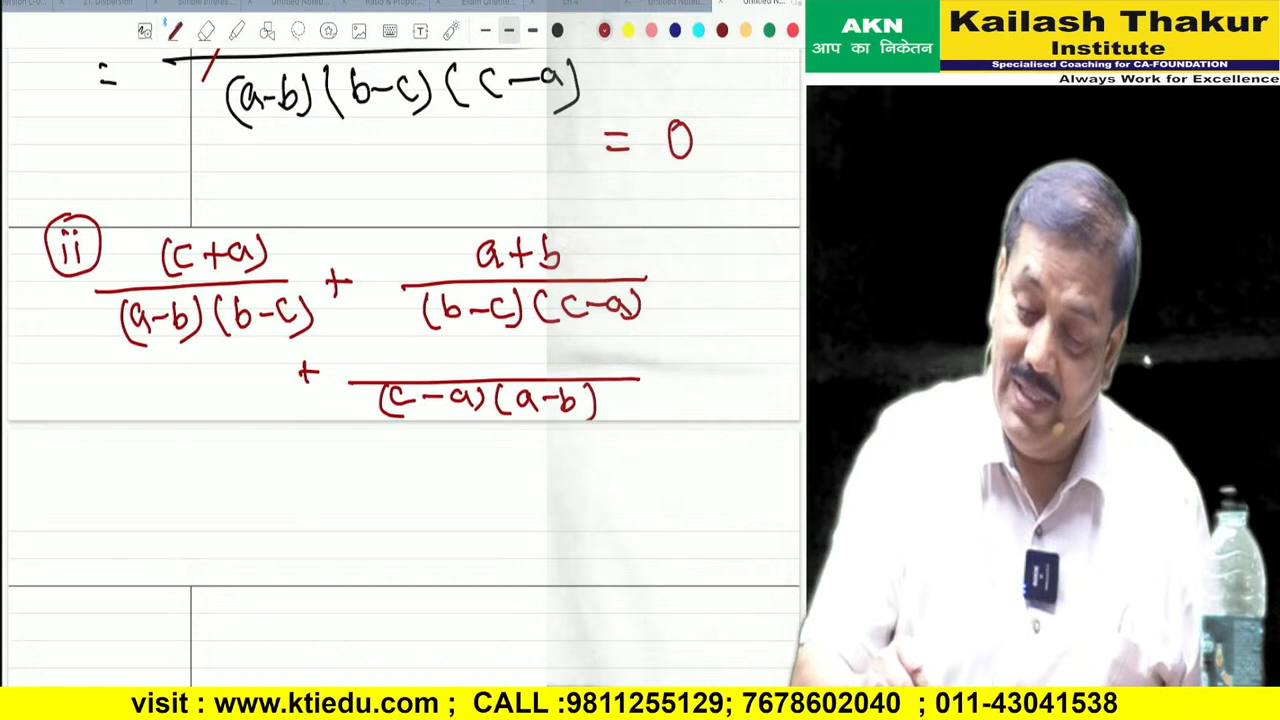 AKN
आप का निकेतन
Kailash Thakur
Institute
Specialised Coaching for CA-FOUNDATION
Always Work for Excellence
= (a-b)(b-c)(c-a)
= 0
ii (c+a) / (a-b)(b-c) + a+b / (b-c)(c-a)
+ / (c-a)(a-b)
visit : www.ktiedu.com ; CALL :9811255129; 7678602040 ; 011-43041538